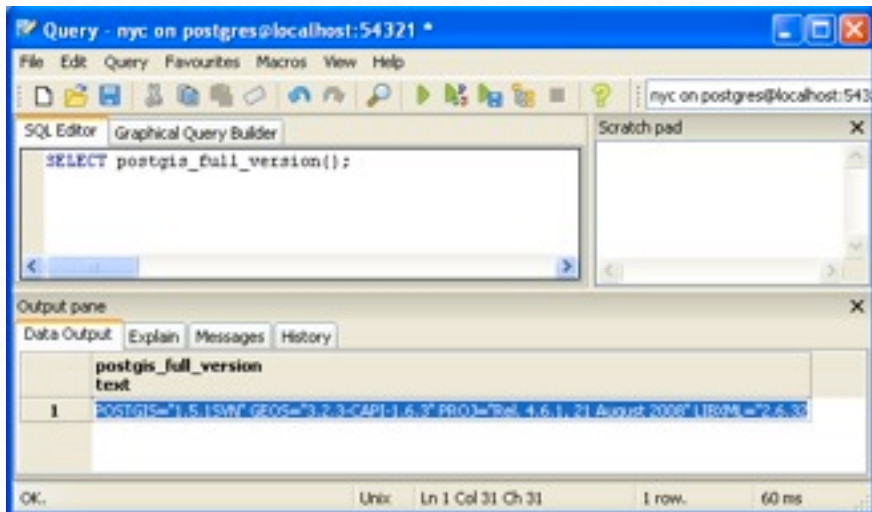 Query - nyc on postgres@localhost:54321 *
File Edit Query Favourites Macros View Help
nyc on postgres@localhost:543
SQL Editor Graphical Query Builder
Scratch pad
SELECT postgis_full_version();
Output pane
Data Output Explain Messages History
postgis_full_version
text
1 POSTGIS="1.5.1SVN" GEOS="3.2.3-CAPI-1.6.3" PROJ="Rel. 4.6.1, 21 August 2008" LIBXML="2.6.32
OK. Unix Ln 1 Col 31 Ch 31 1 row. 60 ms